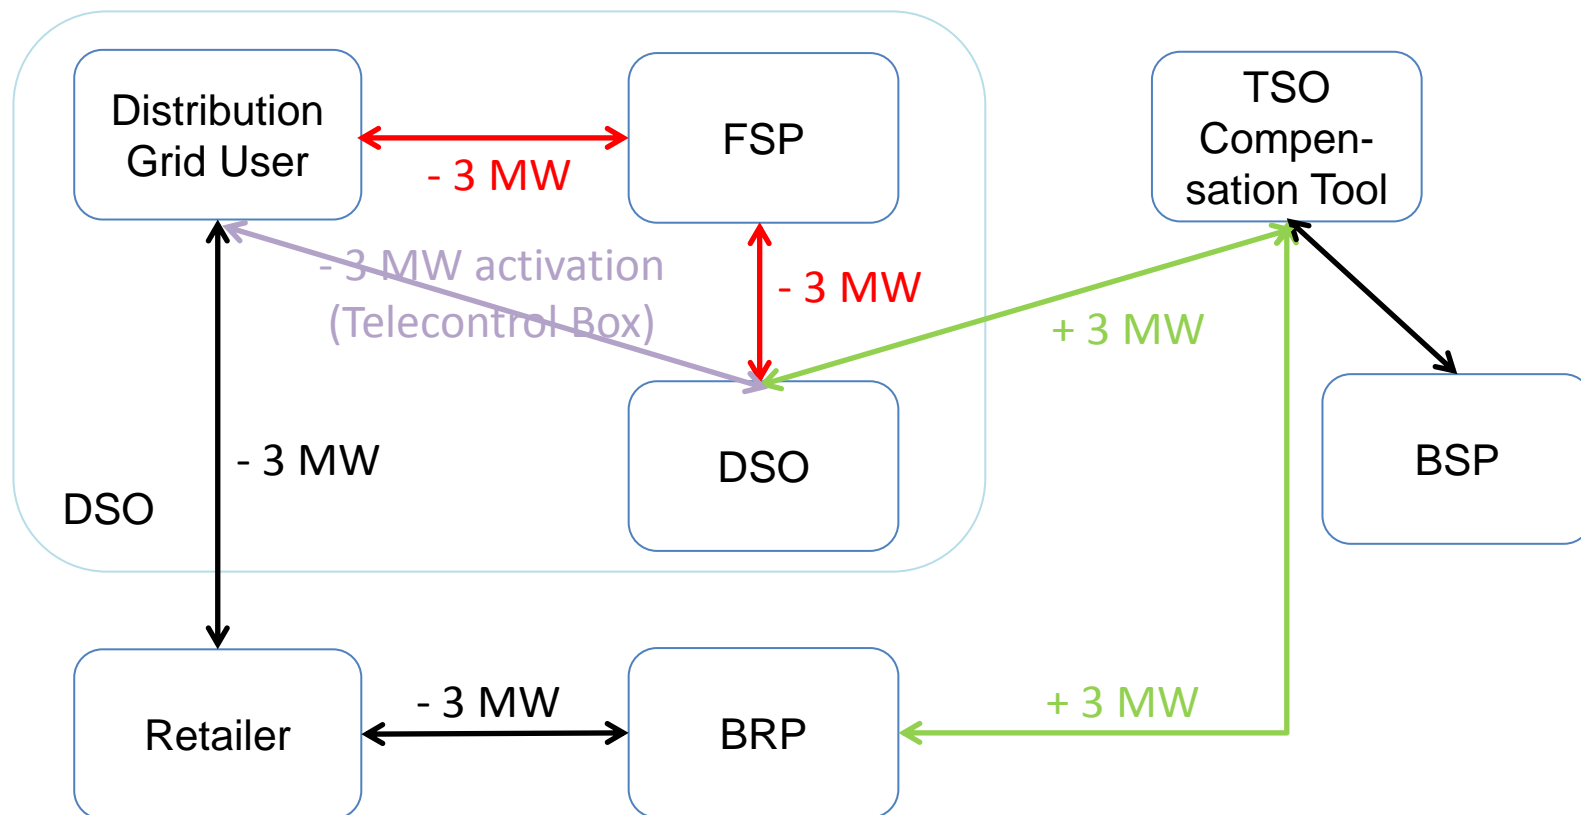 Distribution
Grid User
FSP
TSO
Compen-
sation Tool
- 3 MW
- 3 MW activation
(Telecontrol Box)
- 3 MW
+ 3 MW
- 3 MW
DSO
DSO
BSP
Retailer
- 3 MW
BRP
+ 3 MW